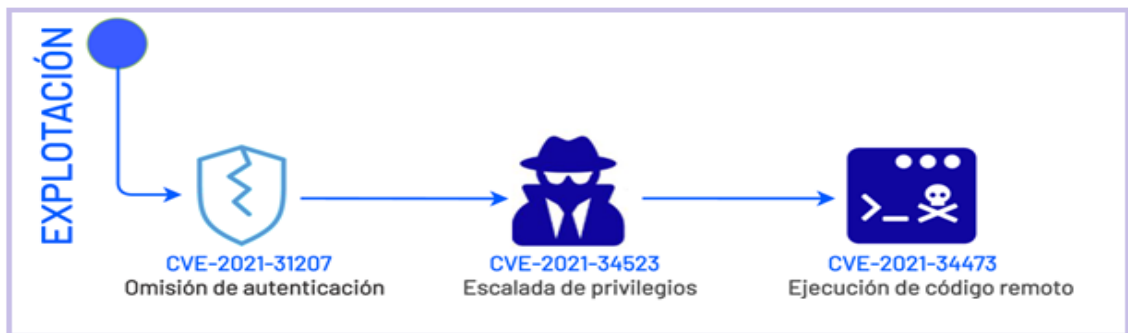 EXPLOTACIÓN
CVE-2021-31207
Omisión de autenticación
CVE-2021-34523
Escalada de privilegios
CVE-2021-34473
Ejecución de código remoto
>_